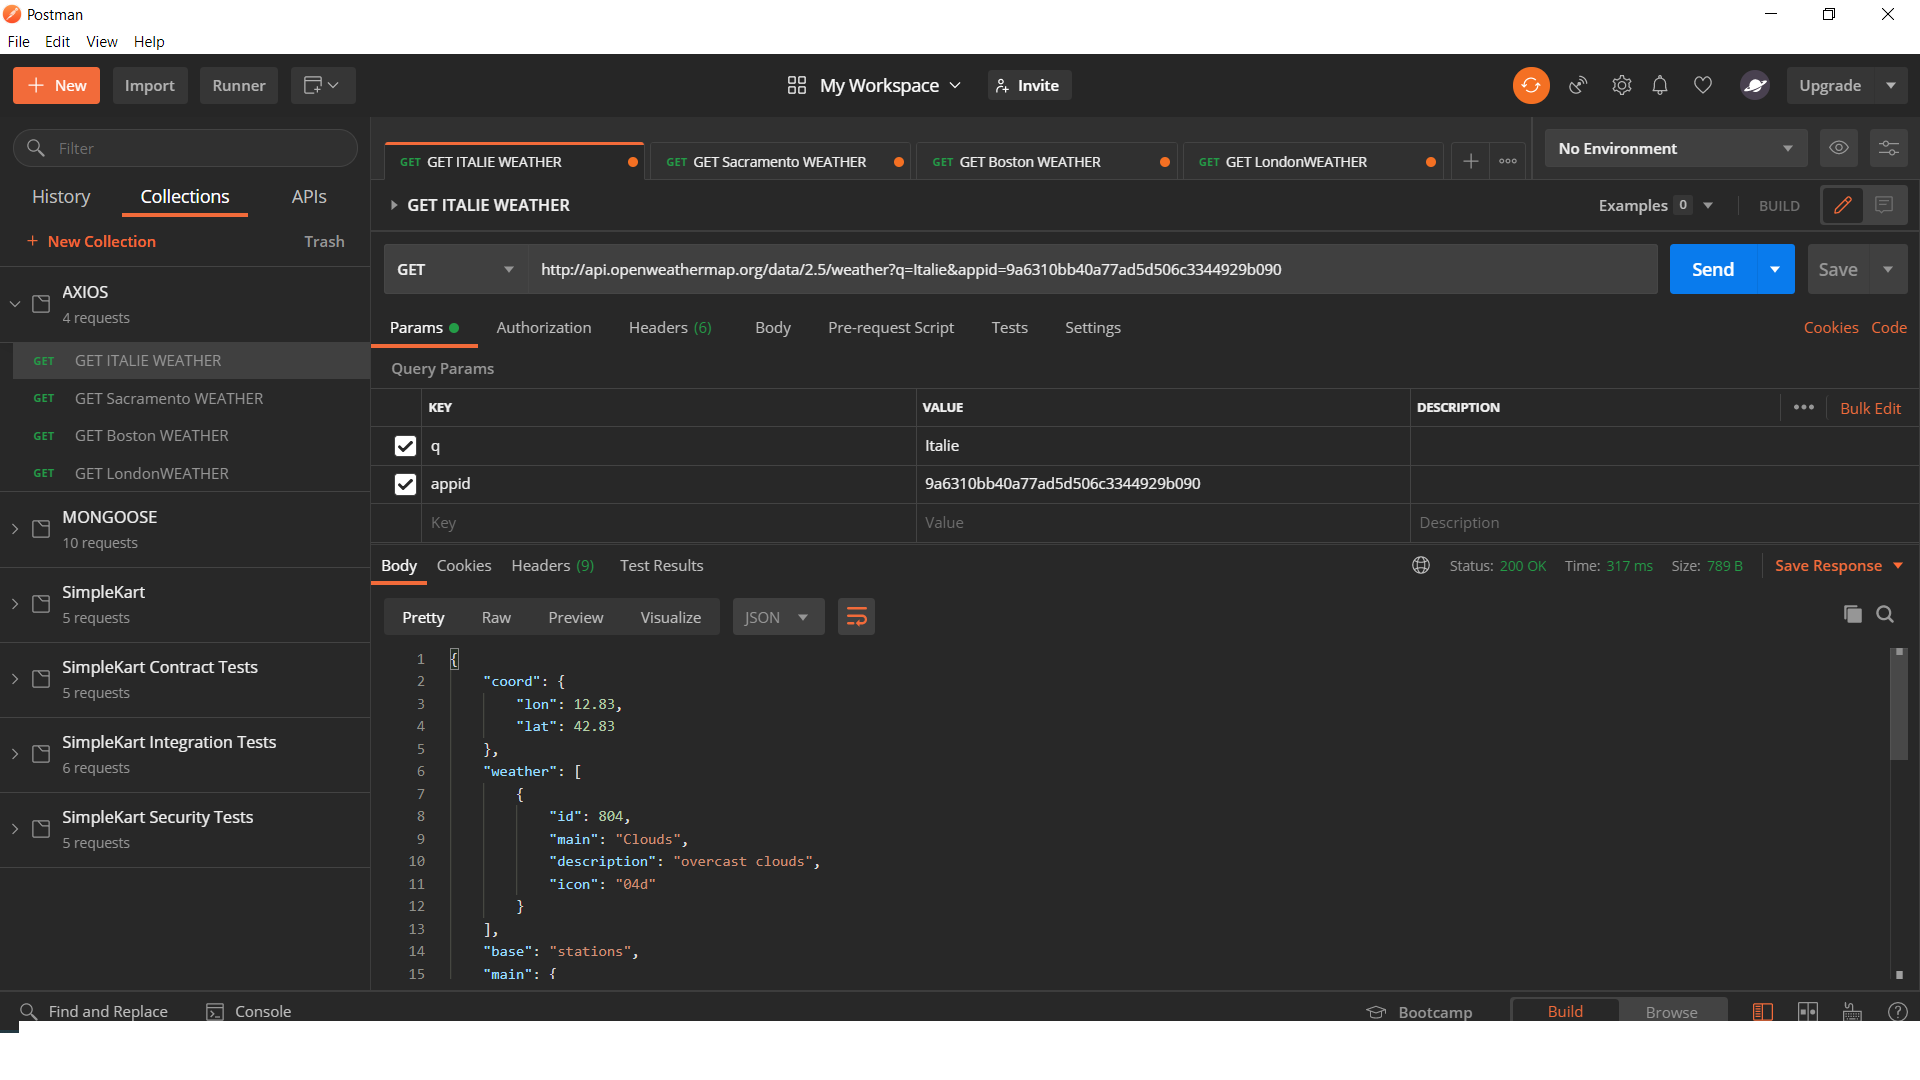 Postman
File Edit View Help
+ New Import Runner My Workspace Invite Upgrade
Filter
History Collections APIs
+ New Collection Trash
AXIOS
4 requests
GET GET ITALIE WEATHER
GET GET Sacramento WEATHER
GET GET Boston WEATHER
GET GET LondonWEATHER
MONGOOSE
10 requests
SimpleKart
5 requests
SimpleKart Contract Tests
5 requests
SimpleKart Integration Tests
6 requests
SimpleKart Security Tests
5 requests
GET GET ITALIE WEATHER GET GET Sacramento WEATHER GET GET Boston WEATHER GET GET LondonWEATHER No Environment
GET ITALIE WEATHER Examples 0 BUILD
GET http://api.openweathermap.org/data/2.5/weather?q=Italie&appid=9a6310bb40a77ad5d506c3344929b090 Send Save
Params Authorization Headers (6) Body Pre-request Script Tests Settings Cookies Code
Query Params
KEY VALUE DESCRIPTION Bulk Edit
q Italie
appid 9a6310bb40a77ad5d506c3344929b090
Key Value Description
Body Cookies Headers (9) Test Results Status: 200 OK Time: 317 ms Size: 789 B Save Response
Pretty Raw Preview Visualize JSON
1 {
2 "coord": {
3 "lon": 12.83,
4 "lat": 42.83
5 },
6 "weather": [
7 {
8 "id": 804,
9 "main": "Clouds",
10 "description": "overcast clouds",
11 "icon": "04d"
12 }
13 ],
14 "base": "stations",
15 "main": {
Find and Replace Console Bootcamp Build Browse